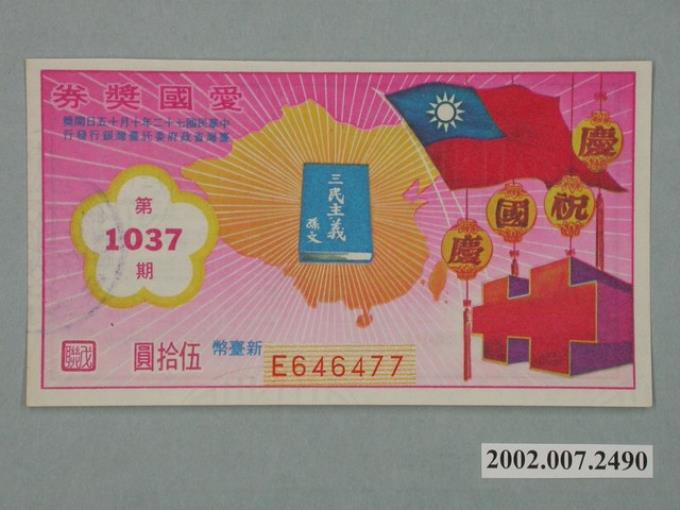 愛國獎券
中華民國七十二年十月十五日開獎
臺灣省政府委託臺灣銀行發行
第
1037
期
三民主義
孫文
慶
祝
國
慶
新臺幣
伍拾圓
戊聯
E646477
2002.007.2490